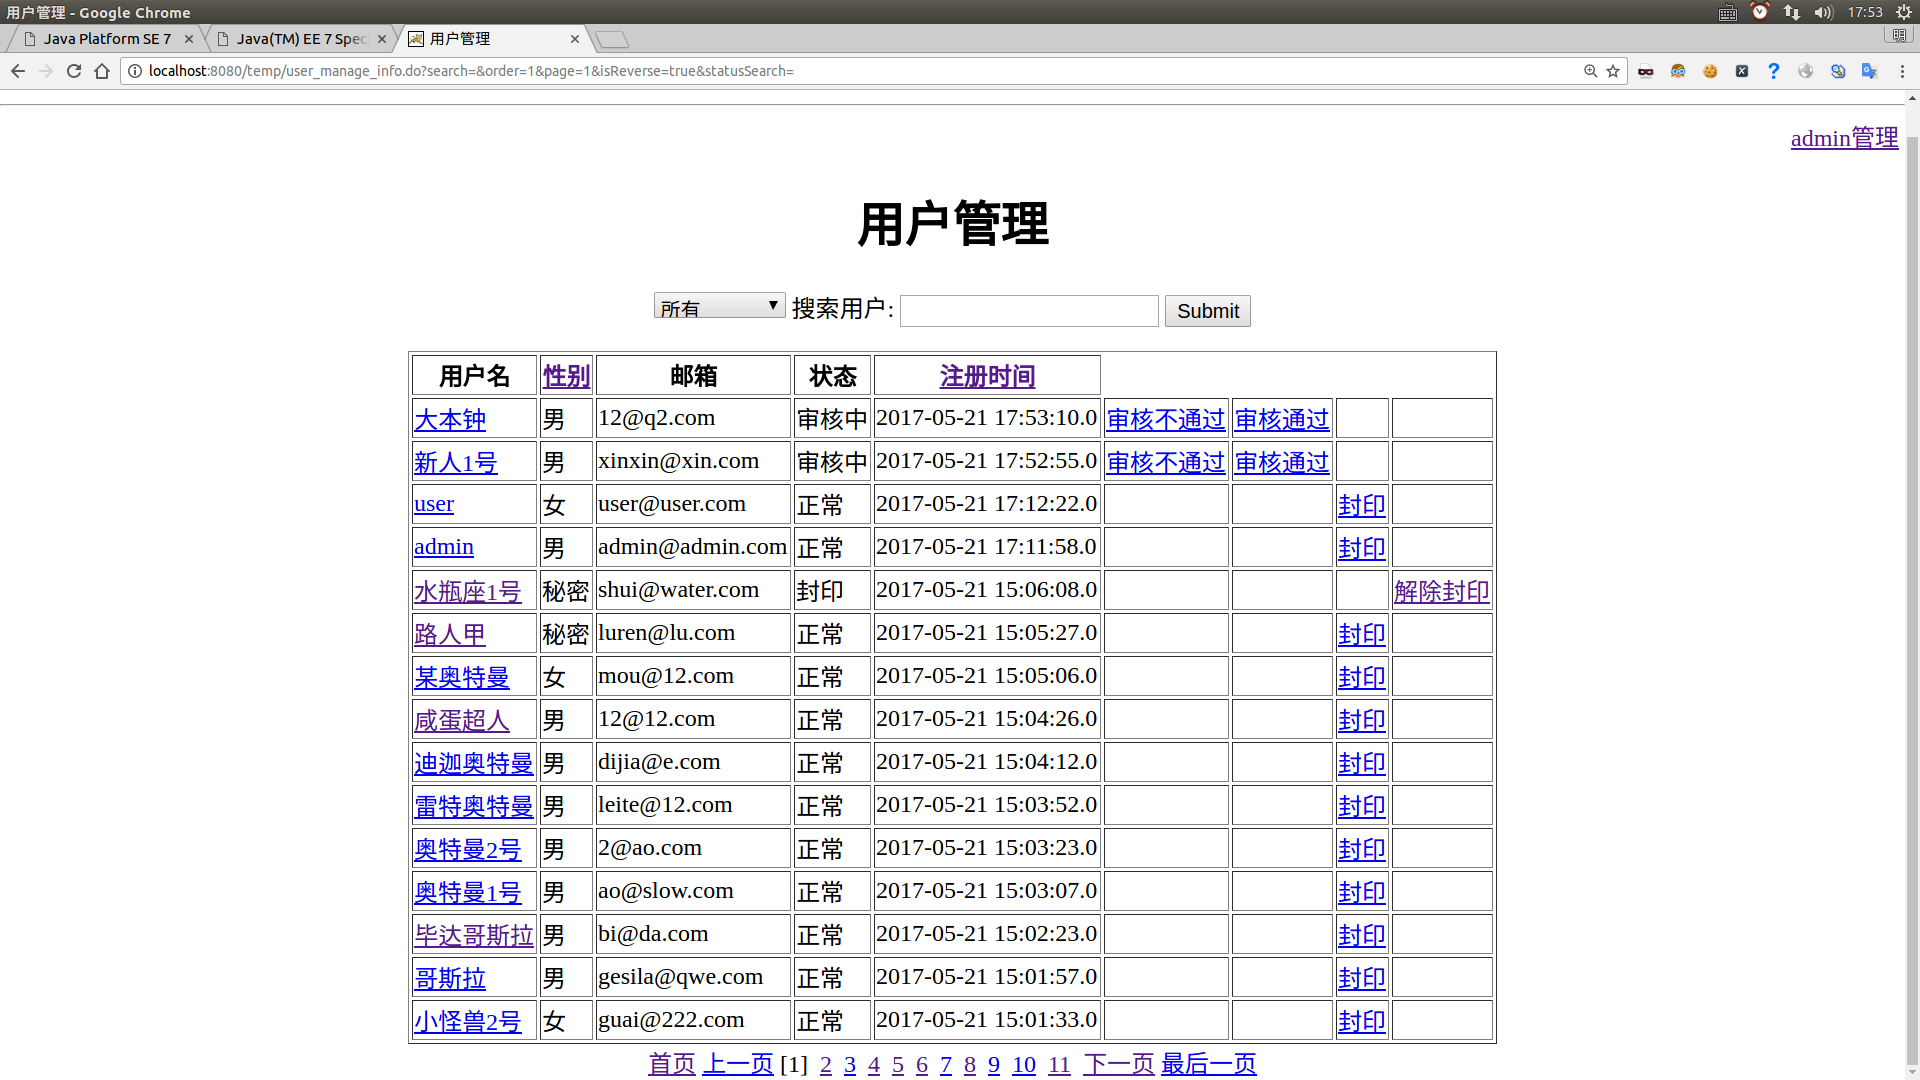 用户管理 - Google Chrome 17:53
Java Platform SE 7 Java(TM) EE 7 Spec 用户管理
localhost:8080/temp/user_manage_info.do?search=&order=1&page=1&isReverse=true&statusSearch=
admin管理
用户管理
所有 搜索用户: Submit
用户名 性别 邮箱 状态 注册时间
大本钟 男 12@q2.com 审核中 2017-05-21 17:53:10.0 审核不通过 审核通过
新人1号 男 xinxin@xin.com 审核中 2017-05-21 17:52:55.0 审核不通过 审核通过
user 女 user@user.com 正常 2017-05-21 17:12:22.0 封印
admin 男 admin@admin.com 正常 2017-05-21 17:11:58.0 封印
水瓶座1号 秘密 shui@water.com 封印 2017-05-21 15:06:08.0 解除封印
路人甲 秘密 luren@lu.com 正常 2017-05-21 15:05:27.0 封印
某奥特曼 女 mou@12.com 正常 2017-05-21 15:05:06.0 封印
咸蛋超人 男 12@12.com 正常 2017-05-21 15:04:26.0 封印
迪迦奥特曼 男 dijia@e.com 正常 2017-05-21 15:04:12.0 封印
雷特奥特曼 男 leite@12.com 正常 2017-05-21 15:03:52.0 封印
奥特曼2号 男 2@ao.com 正常 2017-05-21 15:03:23.0 封印
奥特曼1号 男 ao@slow.com 正常 2017-05-21 15:03:07.0 封印
毕达哥斯拉 男 bi@da.com 正常 2017-05-21 15:02:23.0 封印
哥斯拉 男 gesila@qwe.com 正常 2017-05-21 15:01:57.0 封印
小怪兽2号 女 guai@222.com 正常 2017-05-21 15:01:33.0 封印
首页 上一页 [1] 2 3 4 5 6 7 8 9 10 11 下一页 最后一页